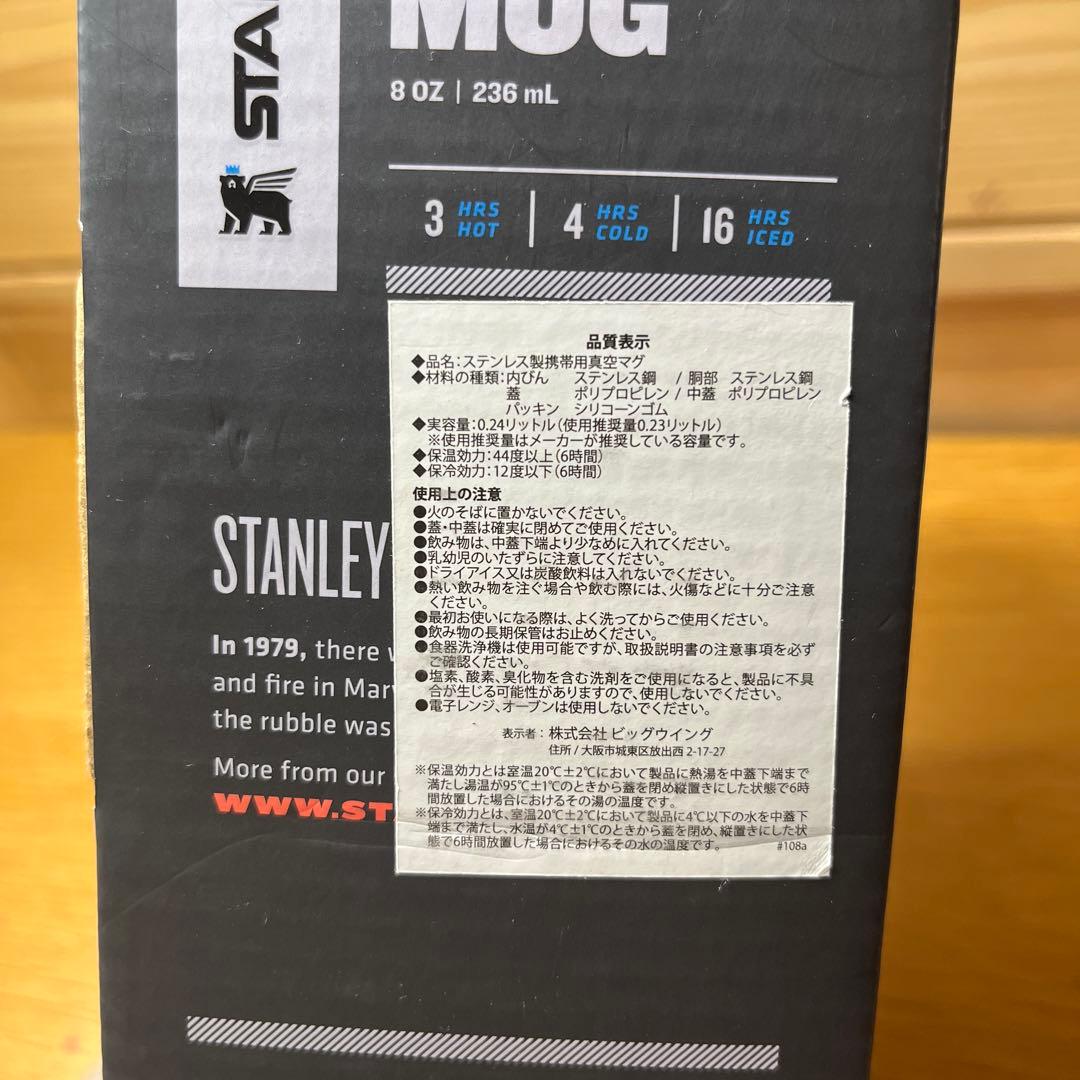 STA
MUG
8 OZ | 236 mL
3 HRS HOT | 4 HRS COLD | 16 HRS ICED
品質表示
◆品名：ステンレス製携帯用真空マグ
◆材料の種類：内びん ステンレス鋼 / 胴部 ステンレス鋼
蓋 ポリプロピレン / 中蓋 ポリプロピレン
パッキン シリコーンゴム
◆実容量：0.24リットル（使用推奨量0.23リットル）
※使用推奨量はメーカーが推奨している容量です。
◆保温効力：44度以上（6時間）
◆保冷効力：12度以下（6時間）
使用上の注意
●火のそばに置かないでください。
●蓋・中蓋は確実に閉めてご使用ください。
●飲み物は、中蓋下端より少なめに入れてください。
●乳幼児のいたずらに注意してください。
●ドライアイス又は炭酸飲料は入れないでください。
●熱い飲み物を注ぐ場合や飲む際には、火傷などに十分ご注意
ください。
●最初お使いになる際は、よく洗ってからご使用ください。
●飲み物の長期保管はお止めください。
●食器洗浄機は使用可能ですが、取扱説明書の注意事項を必ず
ご確認ください。
●塩素、酸素、臭化物を含む洗剤をご使用になると、製品に不具
合が生じる可能性がありますので、使用しないでください。
●電子レンジ、オーブンは使用しないでください。
表示者：株式会社 ビッグウイング
住所 / 大阪市城東区放出西 2-17-27
※保温効力とは室温20℃±2℃において製品に熱湯を中蓋下端まで
満たし湯温が95℃±1℃のときから蓋を閉め縦置きにした状態で6時
間放置した場合におけるその湯の温度です。
※保冷効力とは、室温20℃±2℃において製品に4℃以下の水を中蓋下
端まで満たし、水温が4℃±1℃のときから蓋を閉め、縦置きにした状
態で6時間放置した場合におけるその水の温度です。 #108a
STANLEY
In 1979, there
and fire in Mary
the rubble was
More from our
WWW.ST